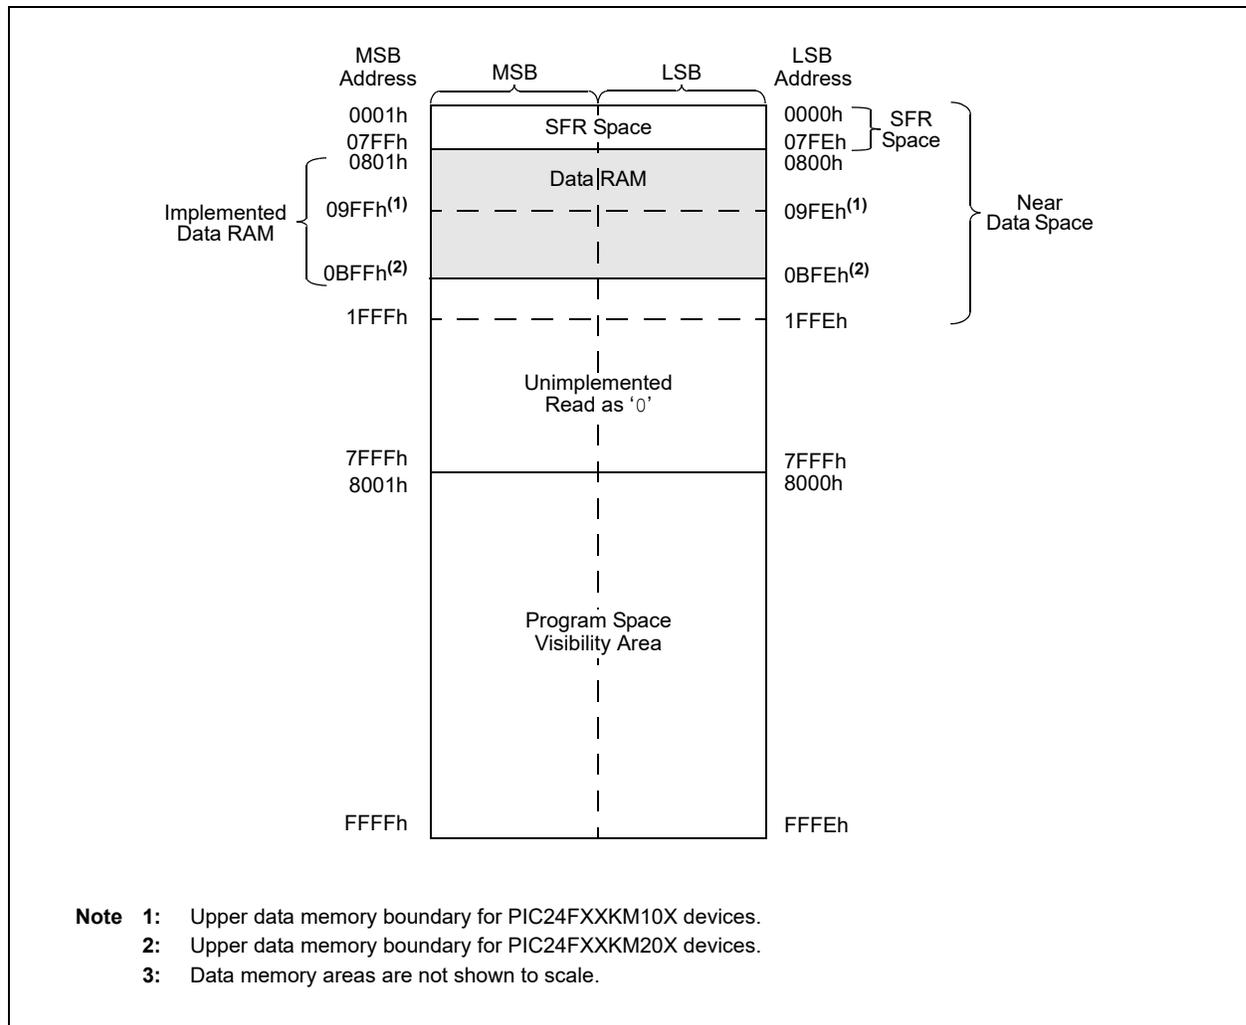 MSB
Address
MSB
LSB
LSB
Address
0001h
SFR Space
0000h
SFR
Space
07FFh
07FEh
0801h
0800h
Data RAM
Implemented
Data RAM
09FFh(1)
09FEh(1)
Near
Data Space
0BFFh(2)
0BFEh(2)
1FFFh
1FFEh
Unimplemented
Read as ‘0’
7FFFh
7FFFh
8001h
8000h
Program Space
Visibility Area
FFFFh
FFFEh
Note 1: Upper data memory boundary for PIC24FXXKM10X devices.
2: Upper data memory boundary for PIC24FXXKM20X devices.
3: Data memory areas are not shown to scale.